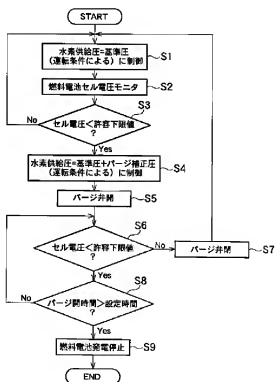 START
水素供給圧=基準圧
(運転条件による)に制御
S1
燃料電池セル電圧モニタ
S2
S3
セル電圧<許容下限値
?
No
Yes
水素供給圧=基準圧+パージ補正圧
(運転条件による)に制御
S4
パージ弁開
S5
S6
セル電圧<許容下限値
?
No
パージ弁閉
S7
Yes
S8
パージ開時間>設定時間
?
No
Yes
燃料電池発電停止
S9
END